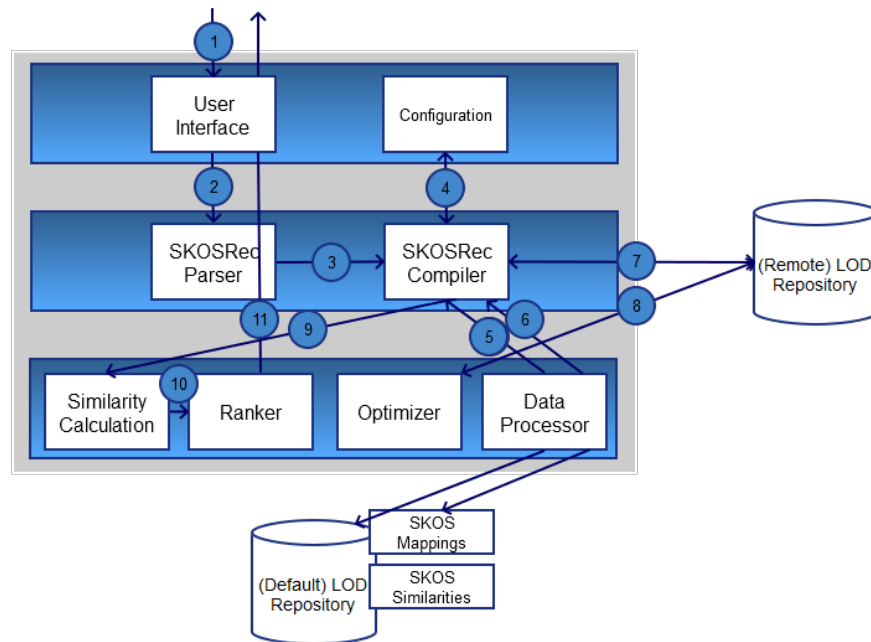 1
User
Interface
Configuration
2
4
SKOSRec
Parser
3
SKOSRec
Compiler
7
(Remote) LOD
Repository
8
11
9
5
6
10
Similarity
Calculation
Ranker
Optimizer
Data
Processor
SKOS
Mappings
(Default) LOD
Repository
SKOS
Similarities